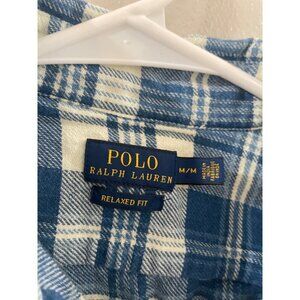 POLO
RALPH LAUREN
M/M
RELAXED FIT